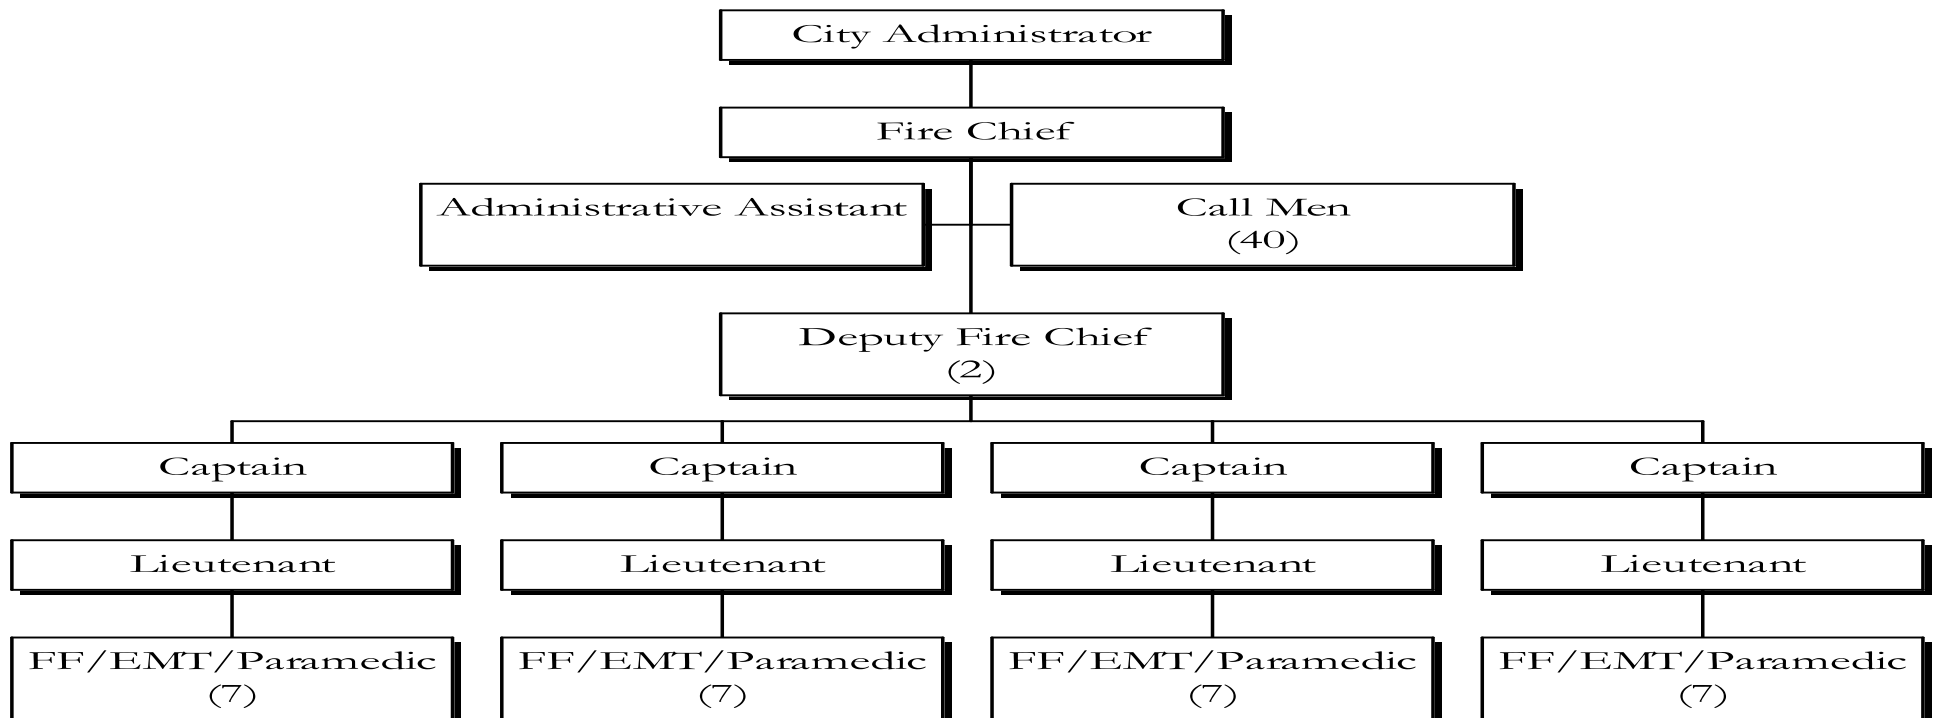 City Administrator
Fire Chief
Administrative Assistant
Call Men
(40)
Deputy Fire Chief
(2)
Captain
Captain
Captain
Captain
Lieutenant
Lieutenant
Lieutenant
Lieutenant
FF/EMT/Paramedic
(7)
FF/EMT/Paramedic
(7)
FF/EMT/Paramedic
(7)
FF/EMT/Paramedic
(7)